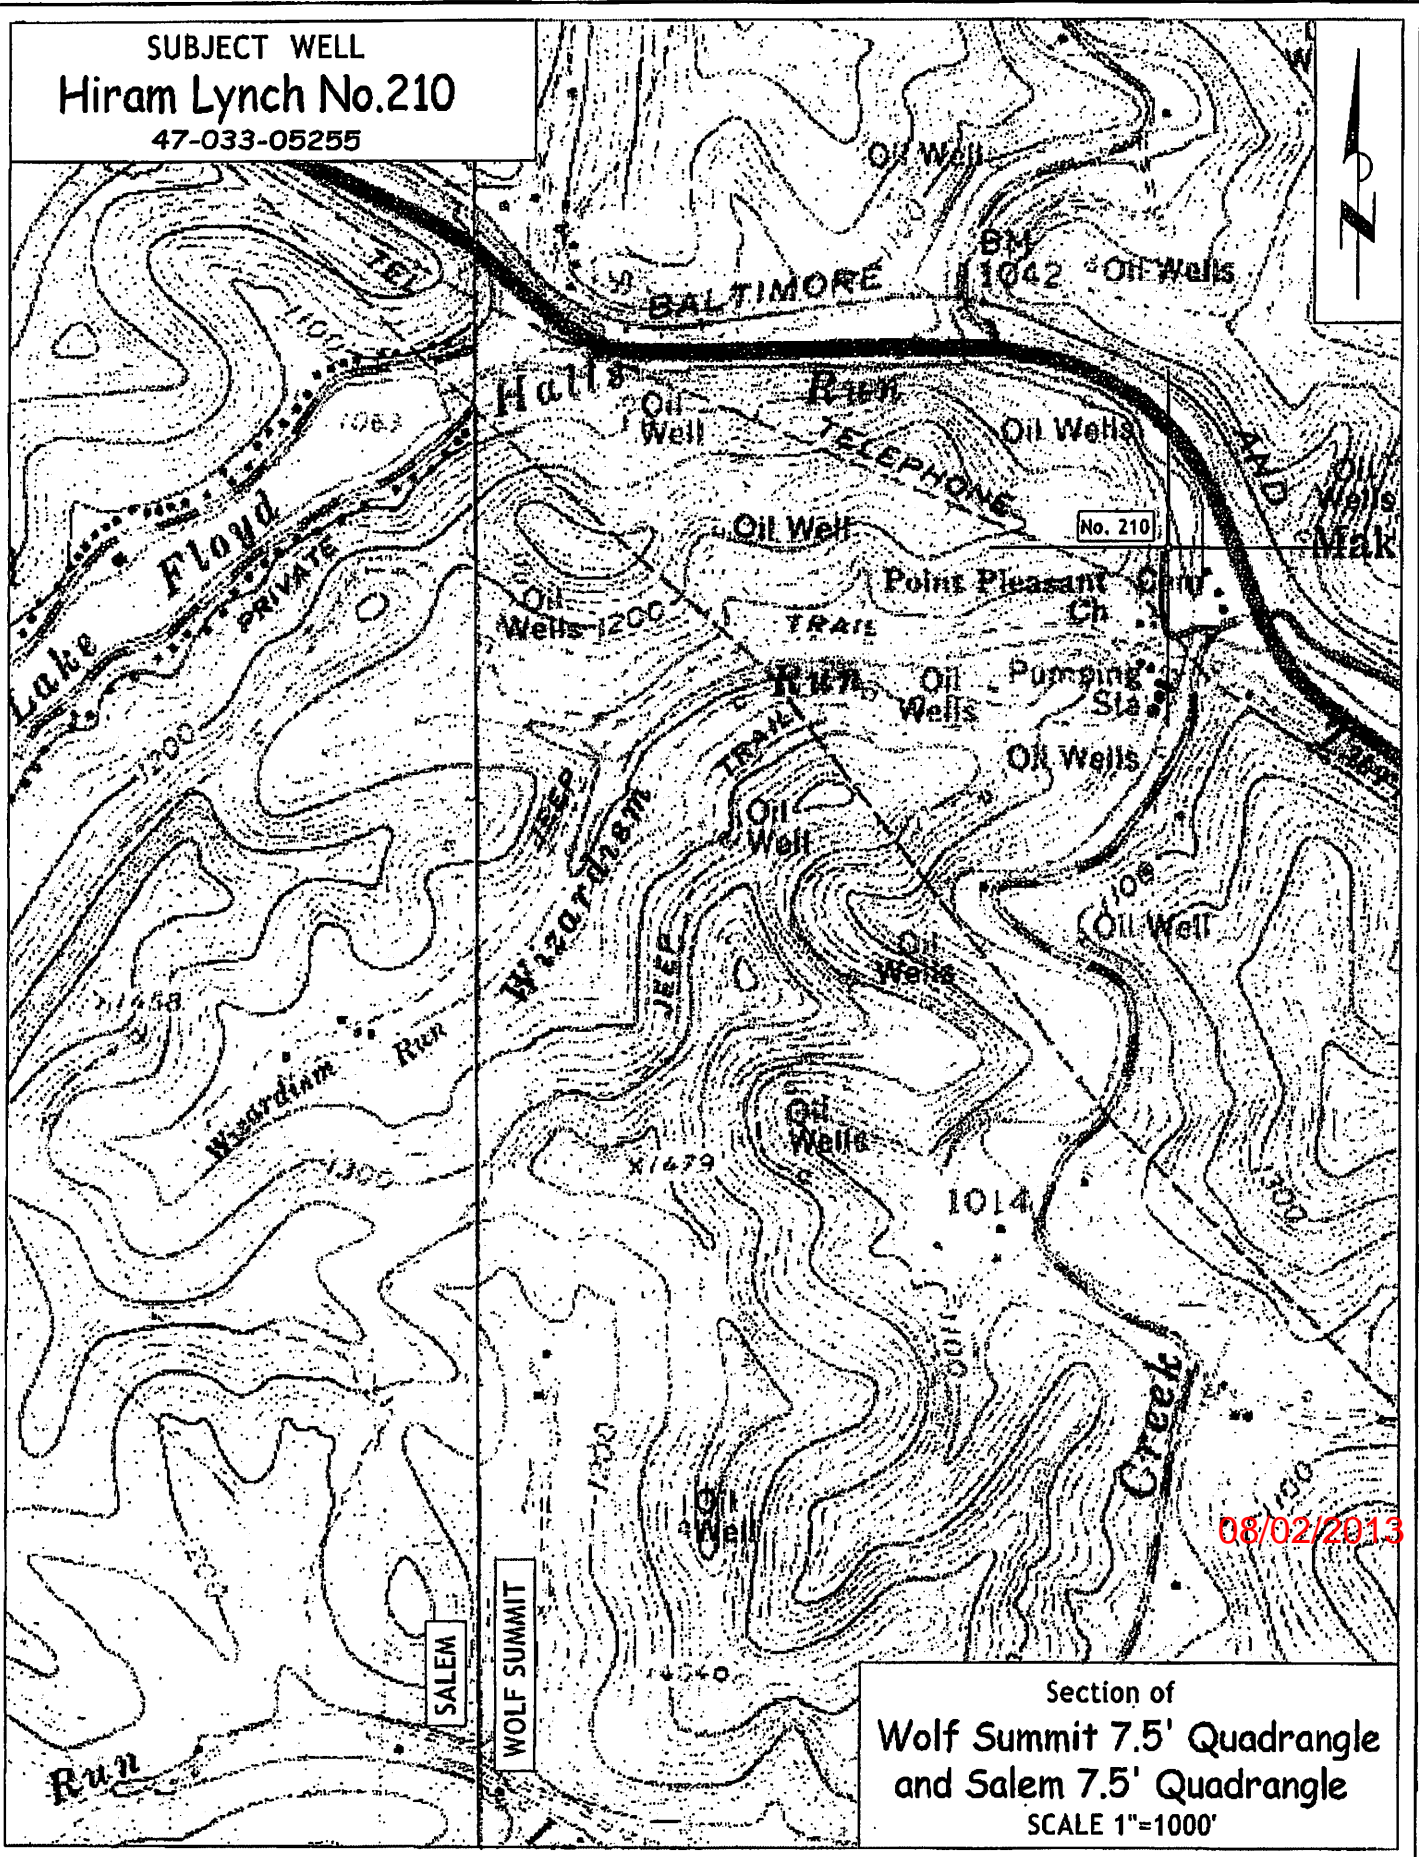 SUBJECT WELL
Hiram Lynch No.210
47-033-05255
Oil Well
1100
BM
1042
Oil Wells
TEL
BALTIMORE
1100
Halls
Run
1063
Oil
Well
TELEPHONE
Oil Wells
AND
Oil
Wells
Mak
No. 210
Oil Well
Lake
Floyd
PRIVATE
Oil
Wells
1200
Point Pleasant
Ch
Cem
TRAIL
Run
Oil
Wells
Pumping
Sta
Oil Wells
1200
TRAIL
JEEP
Wizardism
Oil
Well
Oil Well
Oil
Wells
JEEP
X1458
Wizardism
Run
1300
Oil
Wells
X1479
1014
1300
1100
Creek
1300
1100
Oil
Well
08/02/2013
1300
SALEM
WOLF SUMMIT
Run
Section of
Wolf Summit 7.5' Quadrangle
and Salem 7.5' Quadrangle
SCALE 1"=1000'